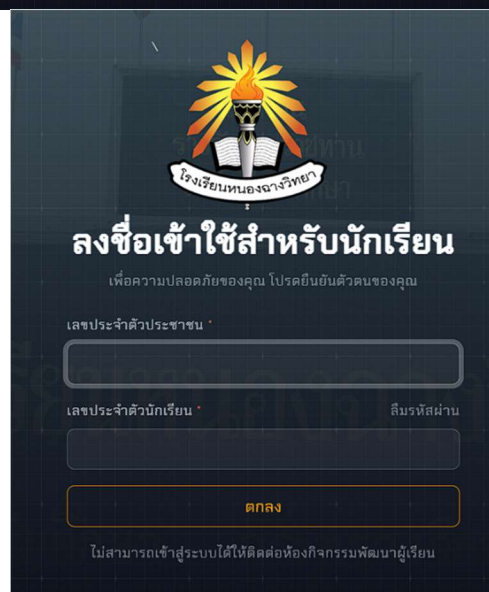 โรงเรียนหนองฉางวิทยา
ลงชื่อเข้าใช้สำหรับนักเรียน
เพื่อความปลอดภัยของคุณ โปรดยืนยันตัวตนของคุณ
เลขประจำตัวประชาชน *
เลขประจำตัวนักเรียน *
ลืมรหัสผ่าน
ตกลง
ไม่สามารถเข้าสู่ระบบได้ให้ติดต่อห้องกิจกรรมพัฒนาผู้เรียน